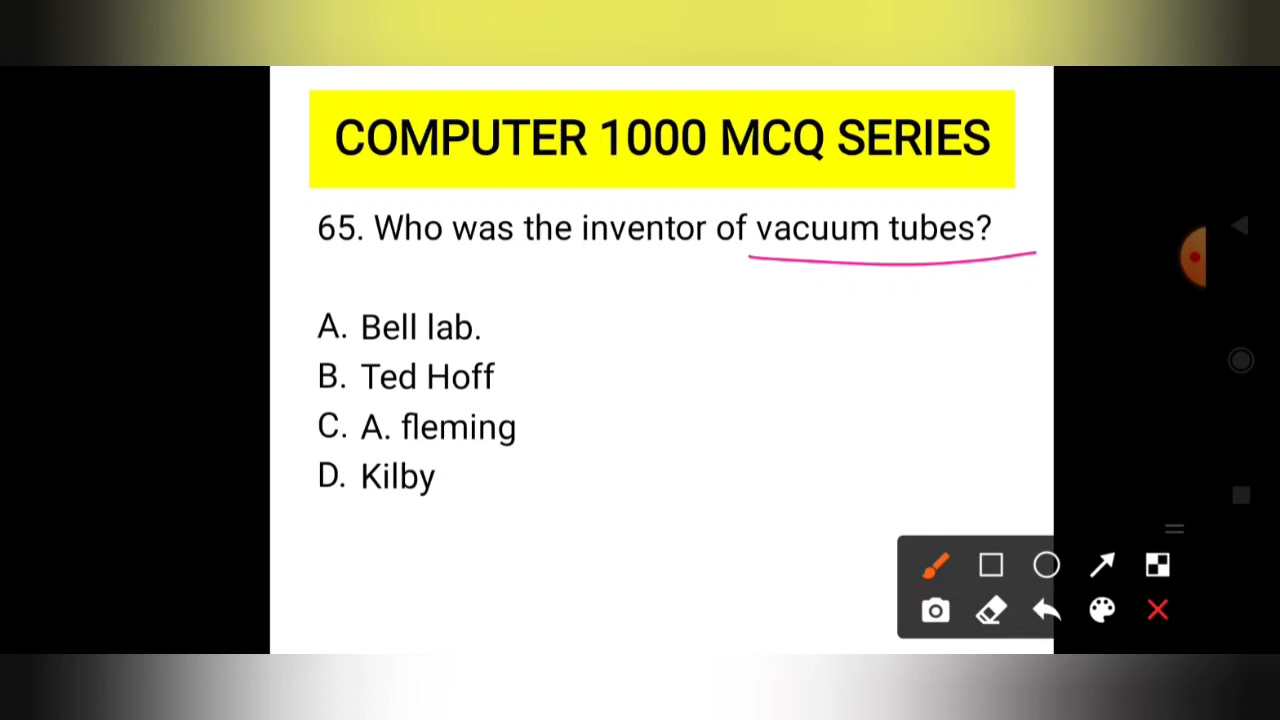 COMPUTER 1000 MCQ SERIES
65. Who was the inventor of vacuum tubes?
A. Bell lab.
B. Ted Hoff
C. A. fleming
D. Kilby